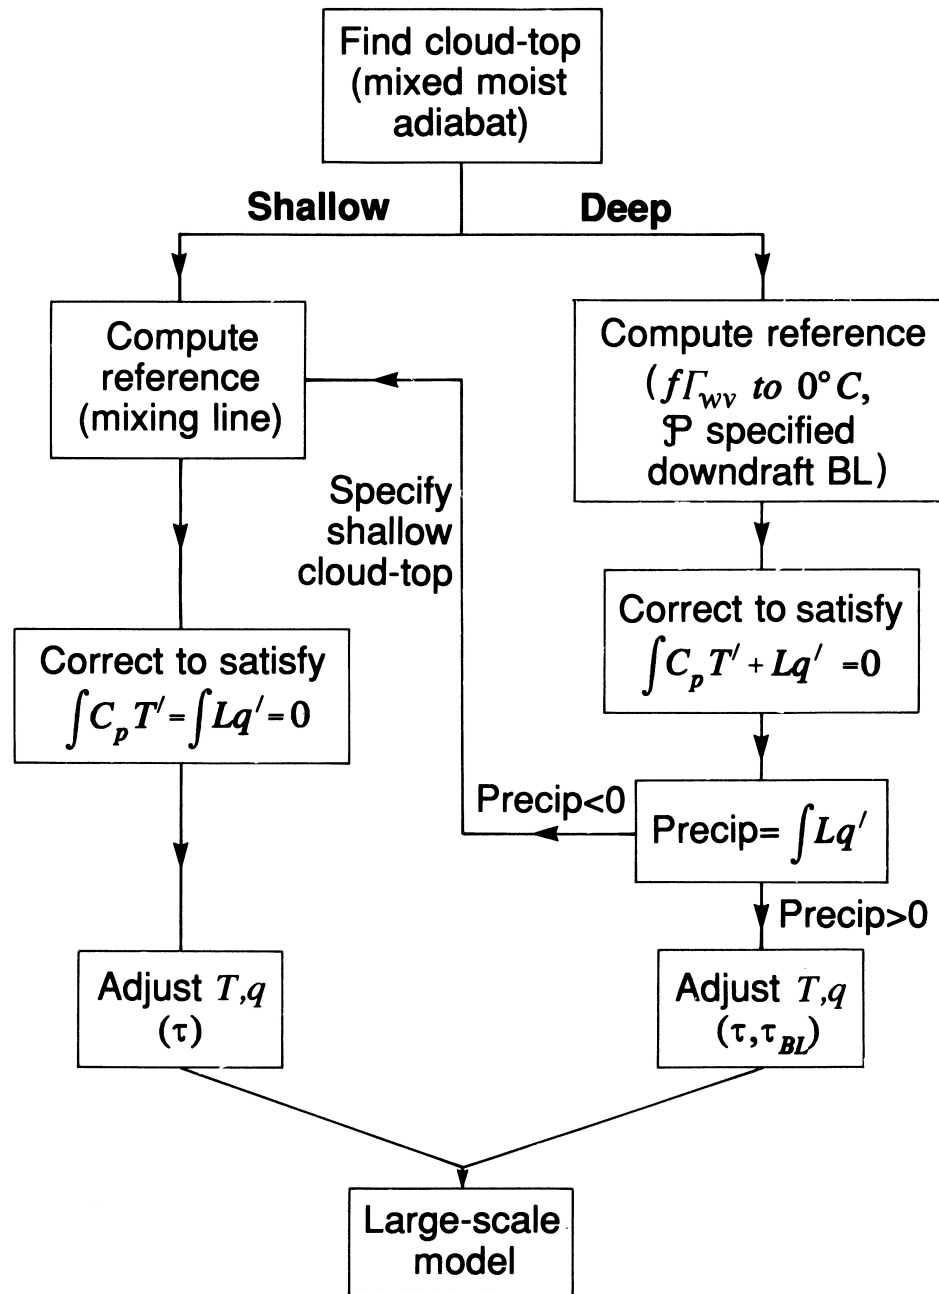 Find cloud-top
(mixed moist
adiabat)
Shallow
Deep
Compute
reference
(mixing line)
Compute reference
(fΓwv to 0° C,
𝒫 specified
downdraft BL)
Specify
shallow
cloud-top
Correct to satisfy
∫CpT′ + Lq′ =0
Correct to satisfy
∫CpT′=∫Lq′=0
Precip<0
Precip= ∫Lq′
Precip>0
Adjust T,q
(τ)
Adjust T,q
(τ,τBL)
Large-scale
model